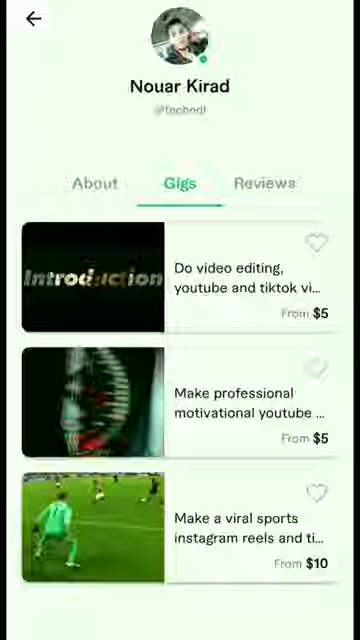 Nouar Kirad
About
Gigs
Reviews
Introduction
Do video editing,
youtube and tiktok vi...
From $5
Make professional
motivational youtube ...
From $5
Make a viral sports
instagram reels and ti...
From $10